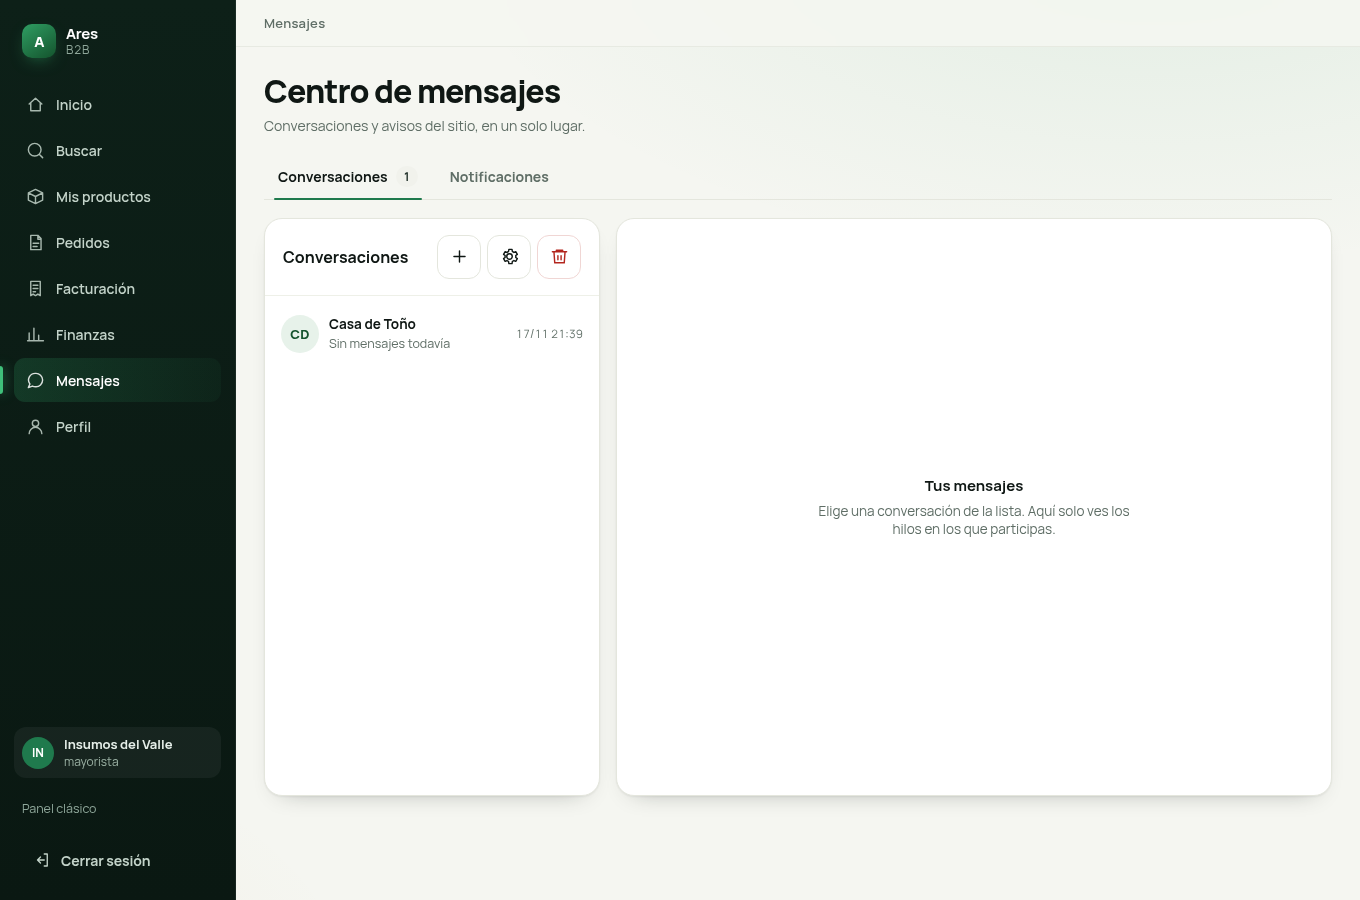 A
Ares
B2B
Inicio
Buscar
Mis productos
Pedidos
Facturación
Finanzas
Mensajes
Perfil
IN
Insumos del Valle
mayorista
Panel clásico
Cerrar sesión
Mensajes
Centro de mensajes
Conversaciones y avisos del sitio, en un solo lugar.
Conversaciones 1
Notificaciones
Conversaciones
CD
Casa de Toño
Sin mensajes todavía
17/11 21:39
Tus mensajes
Elige una conversación de la lista. Aquí solo ves los
hilos en los que participas.